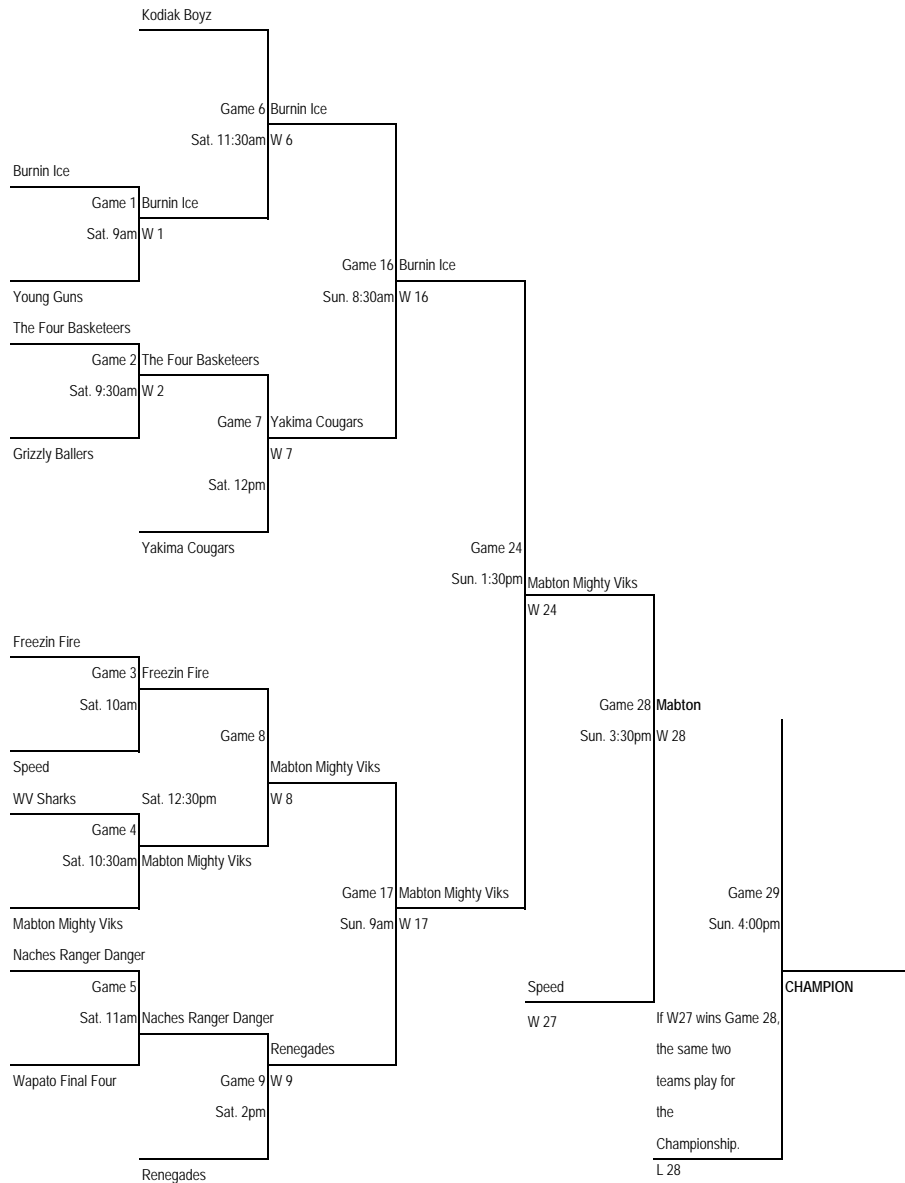 Kodiak Boyz
Game 6 Burnin Ice
Sat. 11:30am W 6
Burnin Ice
Game 1 Burnin Ice
Sat. 9am W 1
Game 16 Burnin Ice
Young Guns
Sun. 8:30am W 16
The Four Basketeers
Game 2 The Four Basketeers
Sat. 9:30am W 2
Game 7 Yakima Cougars
Grizzly Ballers
W 7
Sat. 12pm
Yakima Cougars
Game 24
Sun. 1:30pm Mabton Mighty Viks
W 24
Freezin Fire
Game 3 Freezin Fire
Sat. 10am
Game 28 Mabton
Game 8
Sun. 3:30pm W 28
Speed
Mabton Mighty Viks
WV Sharks
Sat. 12:30pm
W 8
Game 4
Sat. 10:30am Mabton Mighty Viks
Game 17 Mabton Mighty Viks
Game 29
Mabton Mighty Viks
Sun. 9am W 17
Sun. 4:00pm
Naches Ranger Danger
Game 5
Speed
CHAMPION
Sat. 11am Naches Ranger Danger
W 27
If W27 wins Game 28,
Renegades
the same two
Wapato Final Four
Game 9 W 9
teams play for
Sat. 2pm
the
Championship.
Renegades
L 28